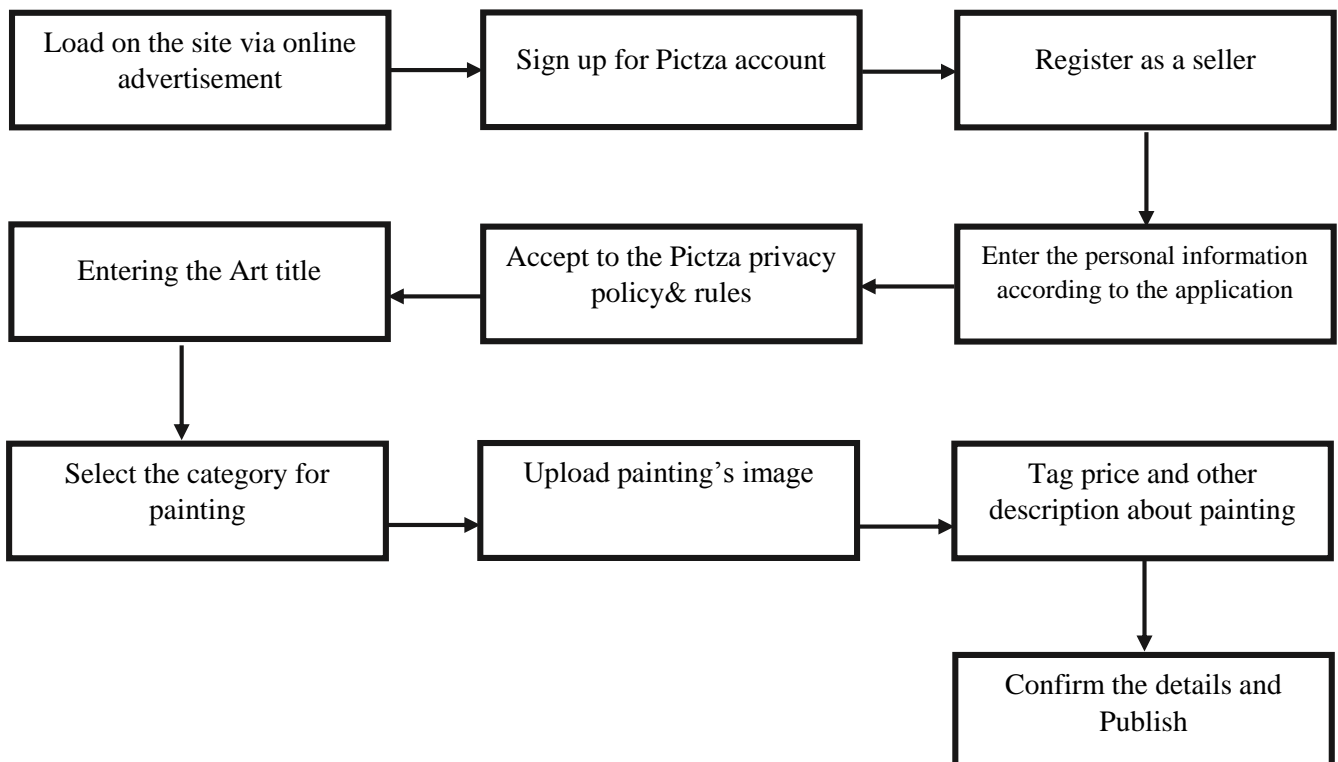 Load on the site via online
advertisement
Sign up for Pictza account
Register as a seller
Enter the personal information
according to the application
Accept to the Pictza privacy
policy& rules
Entering the Art title
Select the category for
painting
Upload painting’s image
Tag price and other
description about painting
Confirm the details and
Publish